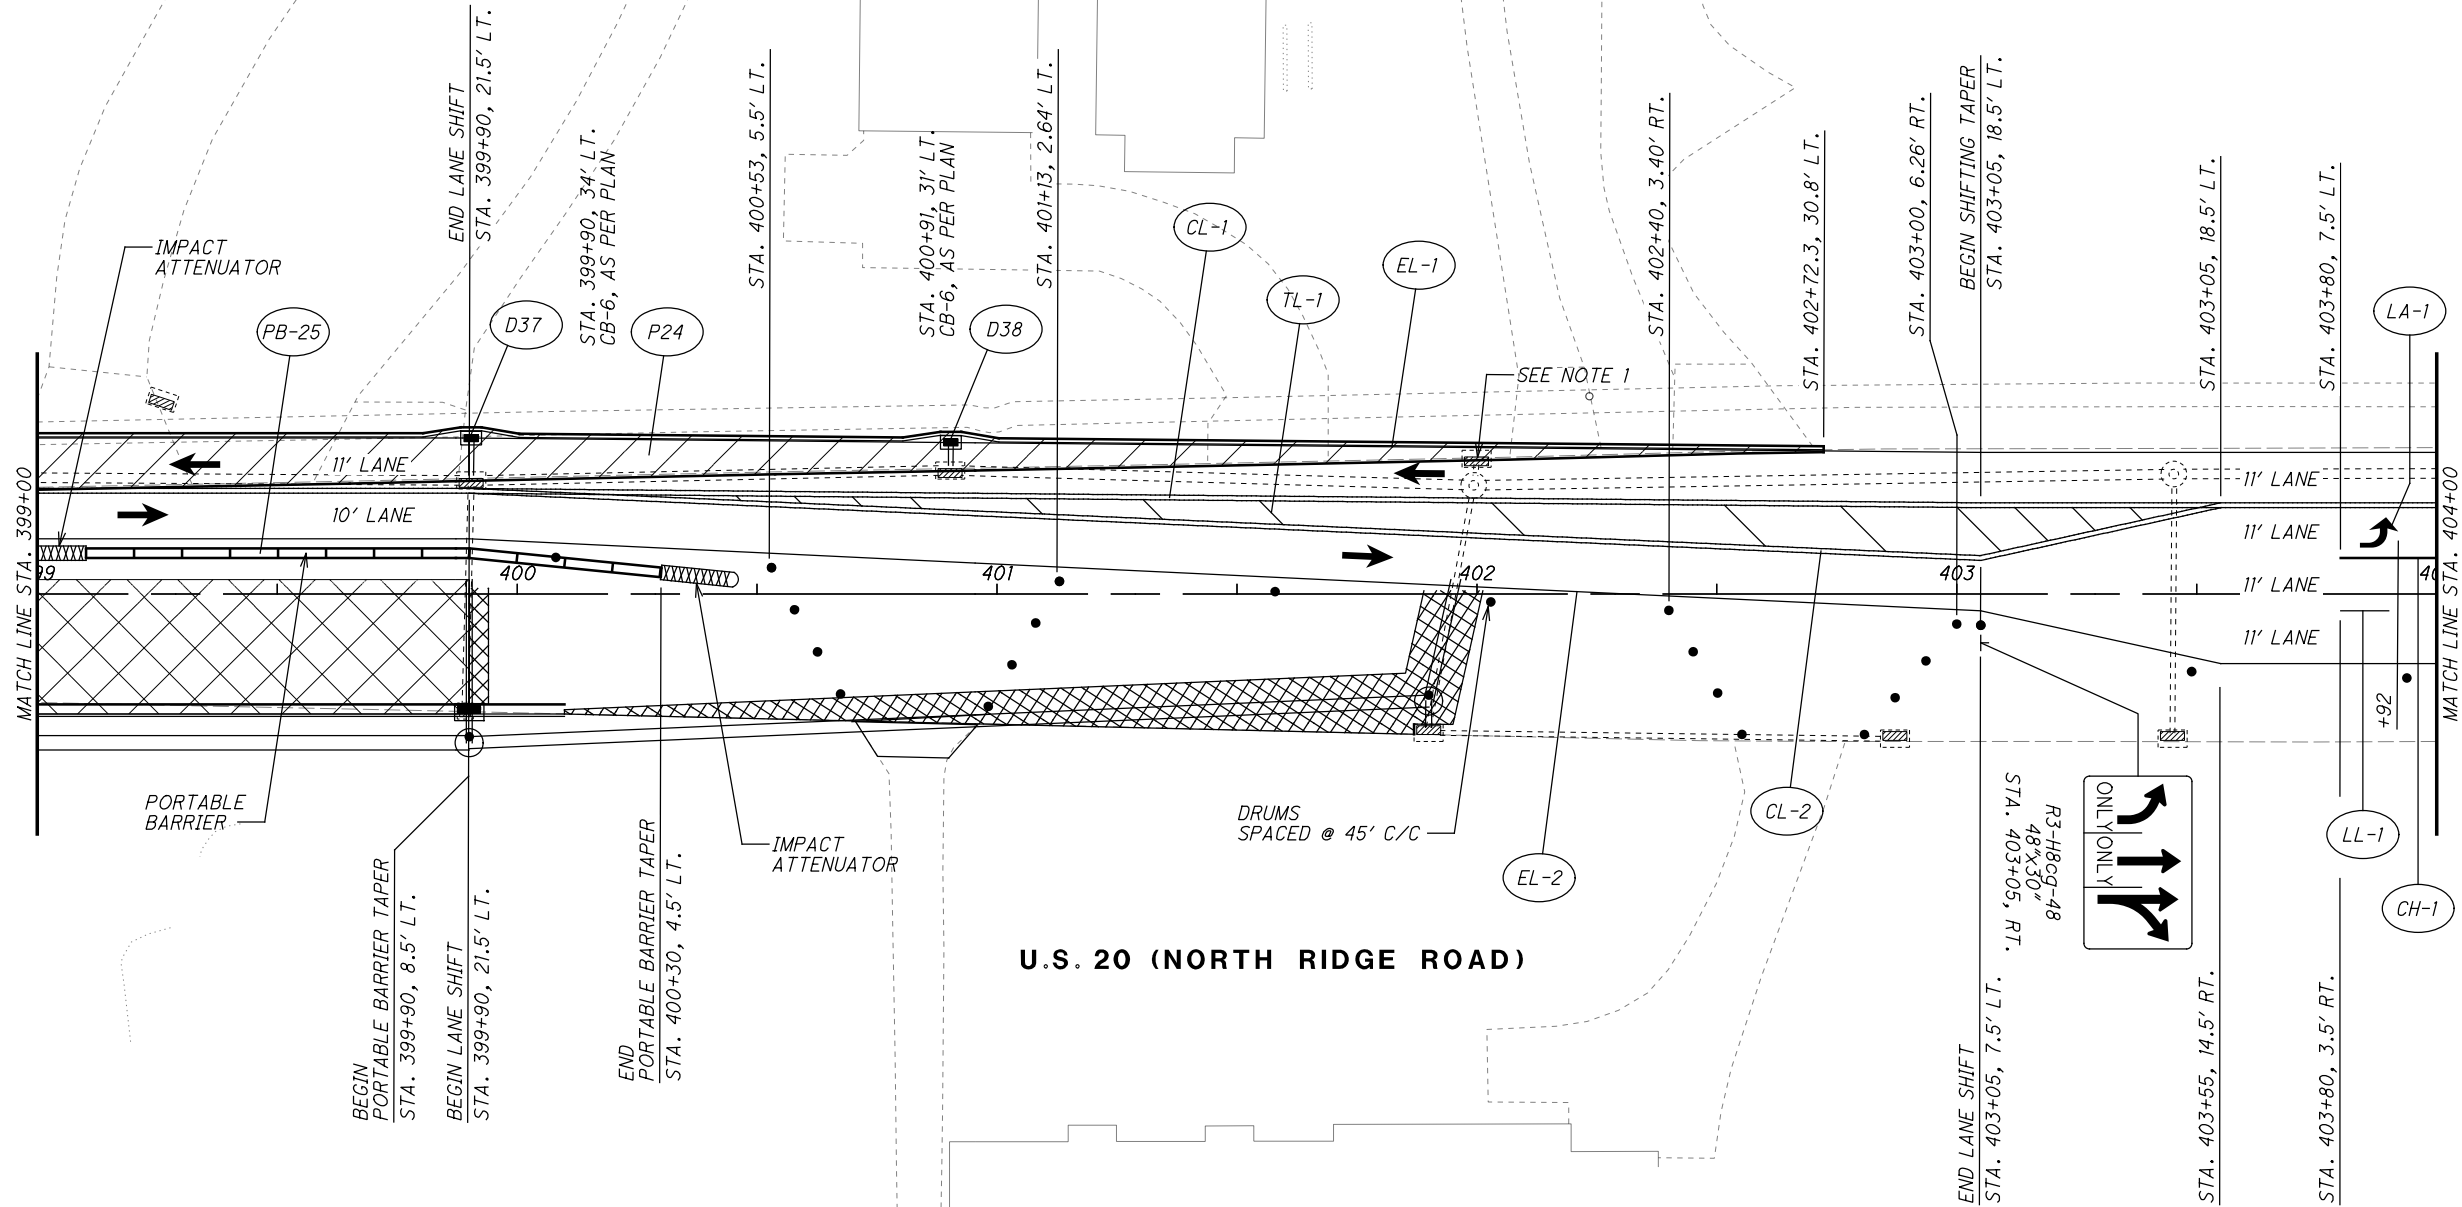 END LANE SHIFT
STA. 399+90, 21.5' LT.
STA. 399+90, 34' LT.
CB-6, AS PER PLAN
STA. 400+53, 5.5' LT.
STA. 400+91, 31' LT.
CB-6, AS PER PLAN
STA. 401+13, 2.64' LT.
STA. 402+40, 3.40' RT.
STA. 402+72.3, 30.8' LT.
STA. 403+00, 6.26' RT.
BEGIN SHIFTING TAPER
STA. 403+05, 18.5' LT.
STA. 403+05, 18.5' LT.
STA. 403+80, 7.5' LT.
IMPACT
ATTENUATOR
PB-25
D37
P24
D38
CL-1
TL-1
EL-1
LA-1
SEE NOTE 1
MATCH LINE STA. 399+00
11' LANE
10' LANE
11' LANE
11' LANE
11' LANE
11' LANE
MATCH LINE STA. 404+00
99
400
401
402
403
40
+92
PORTABLE
BARRIER
IMPACT
ATTENUATOR
DRUMS
SPACED @ 45' C/C
EL-2
CL-2
LL-1
CH-1
ONLY
ONLY
R3-H8cg-48
48"x30"
STA. 403+05, RT.
U.S. 20 (NORTH RIDGE ROAD)
BEGIN
PORTABLE BARRIER TAPER
STA. 399+90, 8.5' LT.
BEGIN LANE SHIFT
STA. 399+90, 21.5' LT.
END
PORTABLE BARRIER TAPER
STA. 400+30, 4.5' LT.
END LANE SHIFT
STA. 403+05, 7.5' LT.
STA. 403+55, 14.5' RT.
STA. 403+80, 3.5' RT.